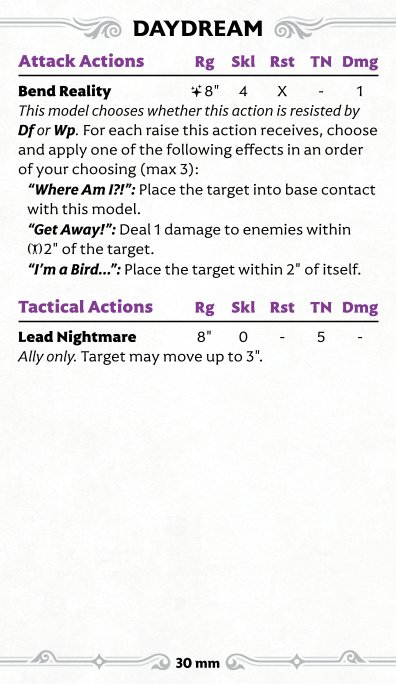 DAYDREAM
Attack Actions Rg Skl Rst TN Dmg
Bend Reality 8" 4 X - 1
This model chooses whether this action is resisted by
Df or Wp. For each raise this action receives, choose
and apply one of the following effects in an order
of your choosing (max 3):
“Where Am I?!”: Place the target into base contact
with this model.
“Get Away!”: Deal 1 damage to enemies within
2" of the target.
“I’m a Bird...”: Place the target within 2" of itself.
Tactical Actions Rg Skl Rst TN Dmg
Lead Nightmare 8" 0 - 5 -
Ally only. Target may move up to 3".
30 mm